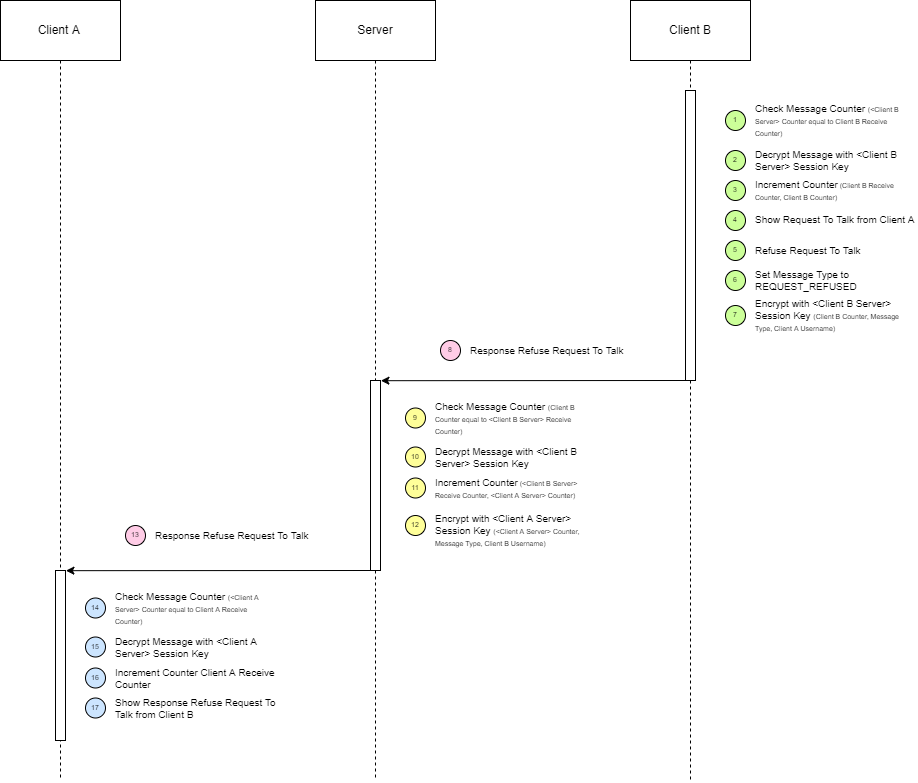 Client A
Server
Client B
1
Check Message Counter (<Client B
Server> Counter equal to Client B Receive
Counter)
2
Decrypt Message with <Client B
Server> Session Key
3
Increment Counter (Client B Receive
Counter, Client B Counter)
4
Show Request To Talk from Client A
5
Refuse Request To Talk
6
Set Message Type to
REQUEST_REFUSED
7
Encrypt with <Client B Server>
Session Key (Client B Counter, Message
Type, Client A Username)
8
Response Refuse Request To Talk
9
Check Message Counter (Client B
Counter equal to <Client B Server> Receive
Counter)
10
Decrypt Message with <Client B
Server> Session Key
11
Increment Counter (<Client B Server>
Receive Counter, <Client A Server> Counter)
12
Encrypt with <Client A Server>
Session Key (<Client A Server> Counter,
Message Type, Client B Username)
13
Response Refuse Request To Talk
14
Check Message Counter (<Client A
Server> Counter equal to Client A Receive
Counter)
15
Decrypt Message with <Client A
Server> Session Key
16
Increment Counter Client A Receive
Counter
17
Show Response Refuse Request To
Talk from Client B